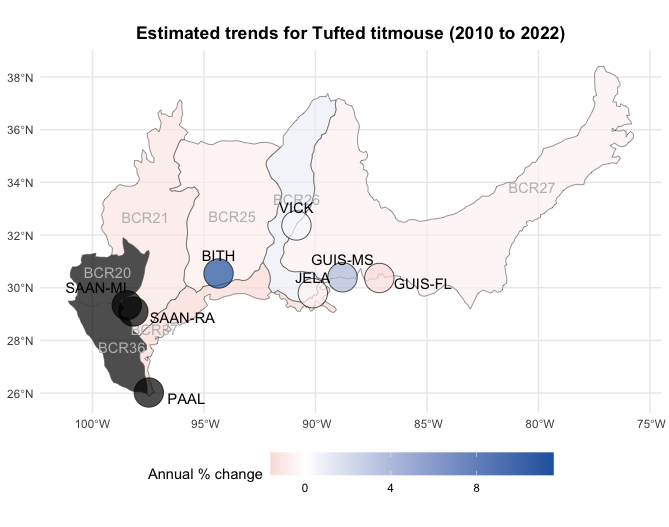 Estimated trends for Tufted titmouse (2010 to 2022)
38°N
36°N
34°N
32°N
30°N
28°N
26°N
BCR27
BCR26
VICK
BCR21
BCR25
BITH
GUIS-MS
BCR20
JELA
GUIS-FL
SAAN-MI
SAAN-RA
BCR37
BCR36
PAAL
100°W
95°W
90°W
85°W
80°W
75°W
Annual % change
0
4
8